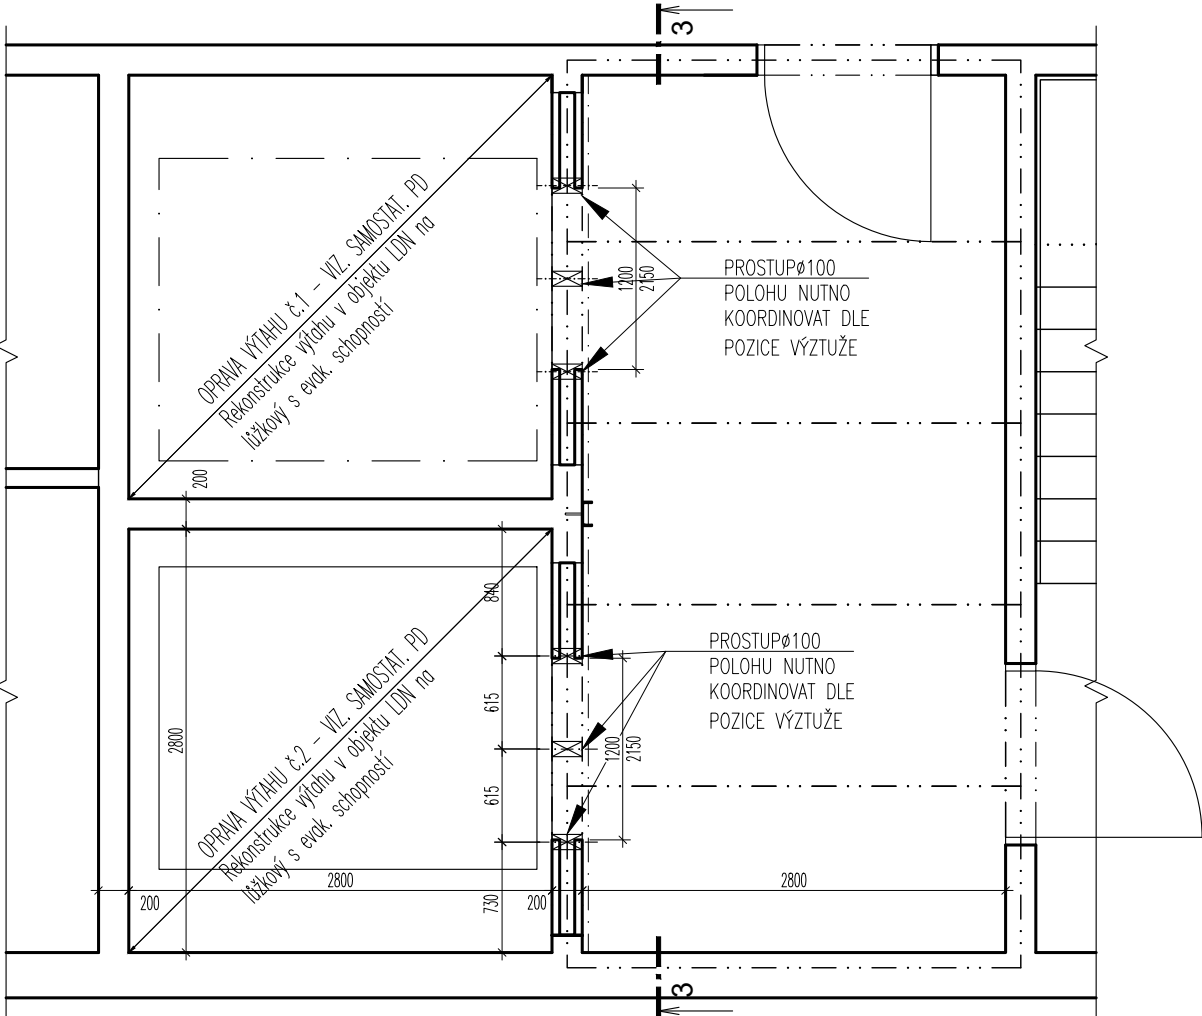 3
OPRAVA VÝTAHU č.1 - VIZ. SAMOSTAT. PD
Rekonstrukce výtahu v objektu LDN na
lůžkový s evak. schopností
1200
2150
PROSTUPø100
POLOHU NUTNO
KOORDINOVAT DLE
POZICE VÝZTUŽE
200
840
OPRAVA VÝTAHU č.2 - VIZ. SAMOSTAT. PD
Rekonstrukce výtahu v objektu LDN na
lůžkový s evak. schopností
2800
615
615
730
1200
2150
PROSTUPø100
POLOHU NUTNO
KOORDINOVAT DLE
POZICE VÝZTUŽE
200
2800
200
2800
3